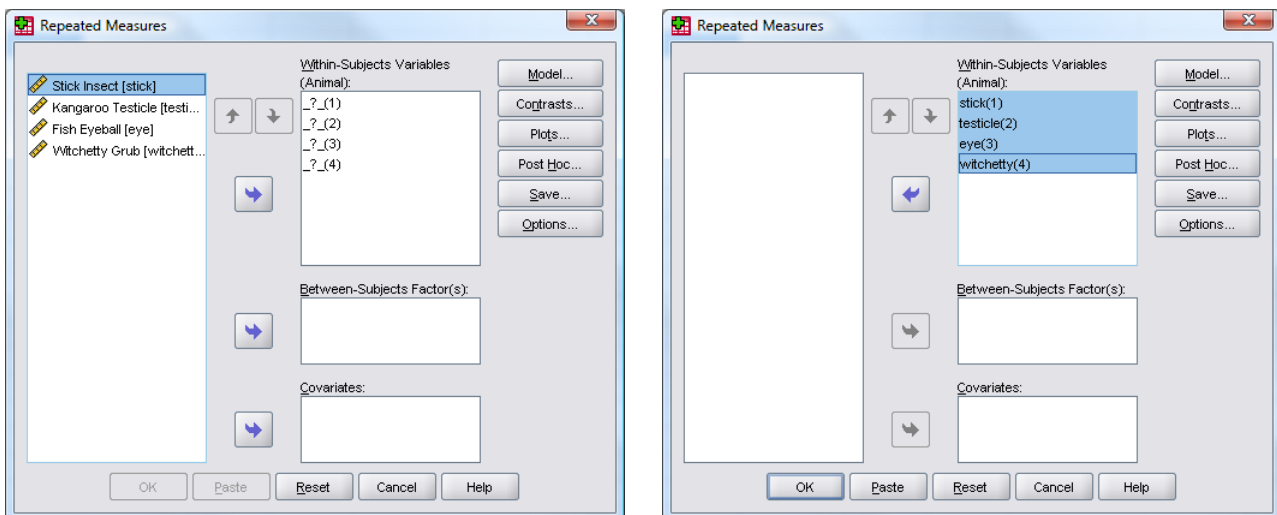 Repeated Measures
Stick Insect [stick]
Kangaroo Testicle [testi...
Fish Eyeball [eye]
Witchetty Grub [witchett...
Within-Subjects Variables
(Animal):
_?_(1)
_?_(2)
_?_(3)
_?_(4)
Between-Subjects Factor(s):
Covariates:
Model...
Contrasts...
Plots...
Post Hoc...
Save...
Options...
OK
Paste
Reset
Cancel
Help
Repeated Measures
Within-Subjects Variables
(Animal):
stick(1)
testicle(2)
eye(3)
witchetty(4)
Between-Subjects Factor(s):
Covariates:
Model...
Contrasts...
Plots...
Post Hoc...
Save...
Options...
OK
Paste
Reset
Cancel
Help